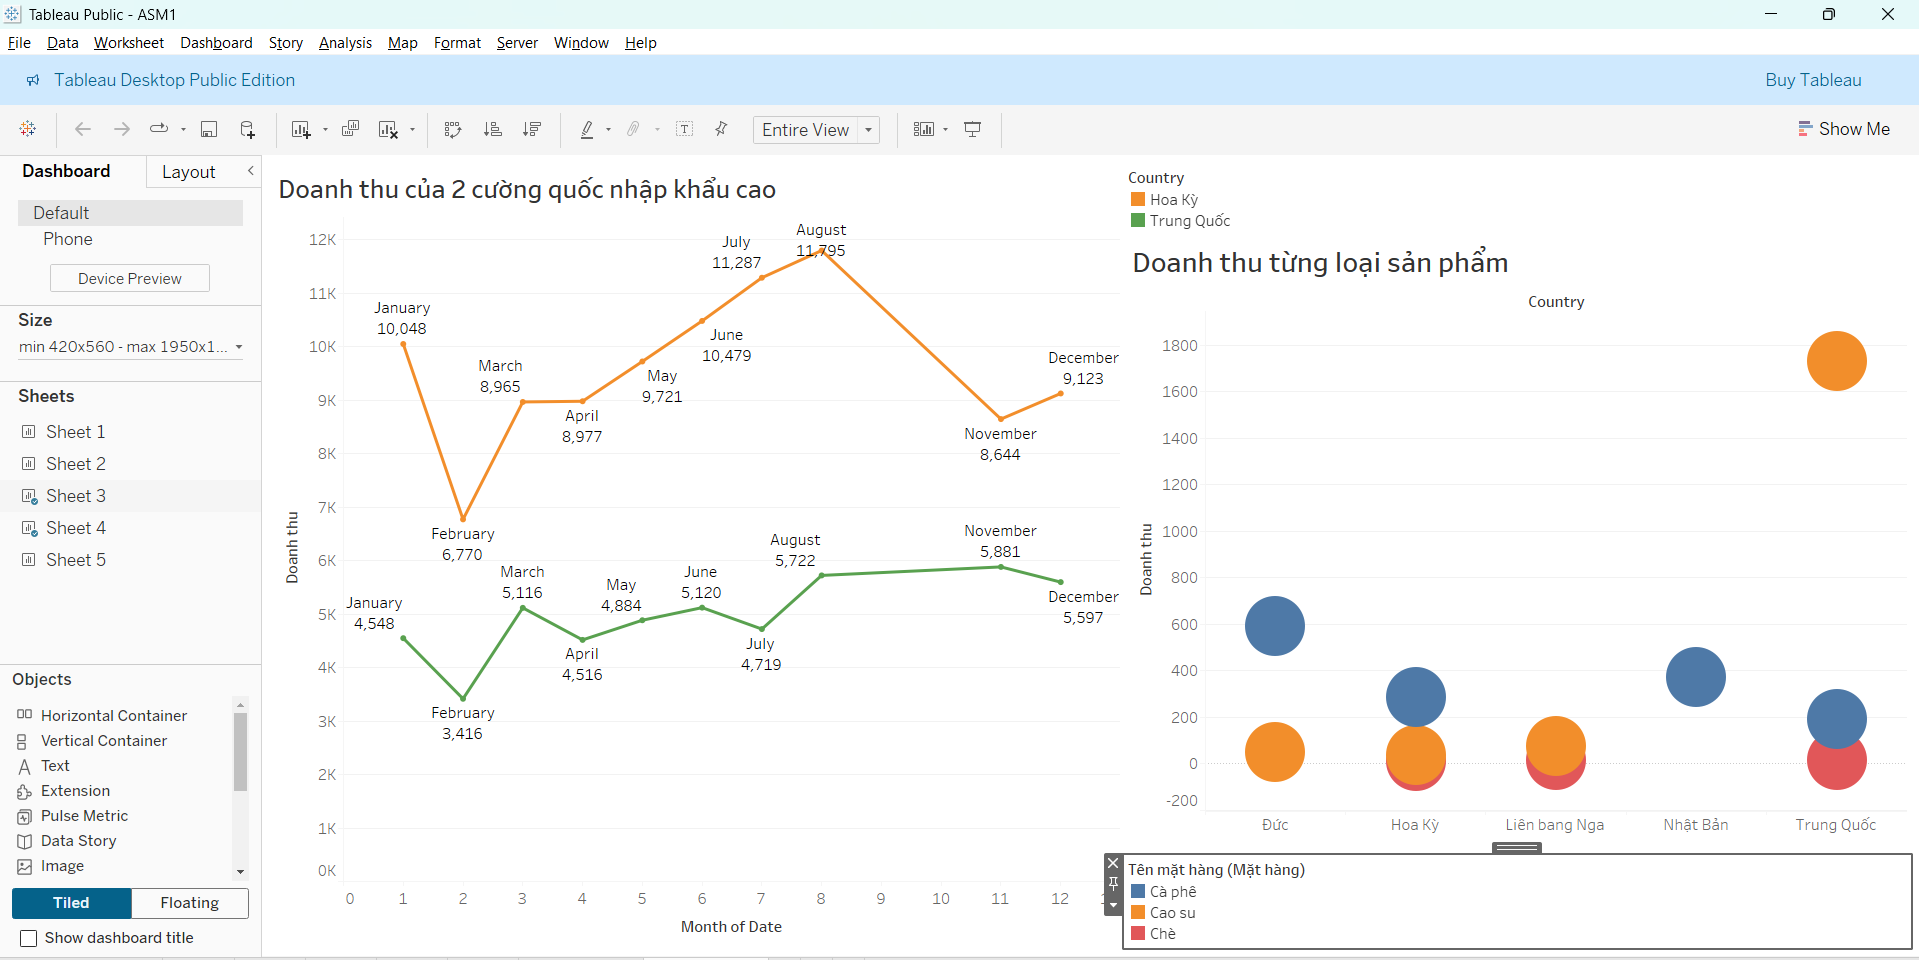 Tableau Public - ASM1
File Data Worksheet Dashboard Story Analysis Map Format Server Window Help
Tableau Desktop Public Edition
Buy Tableau
Entire View
Show Me
Dashboard
Layout
Default
Phone
Device Preview
Size
min 420x560 - max 1950x1...
Sheets
Sheet 1
Sheet 2
Sheet 3
Sheet 4
Sheet 5
Objects
Horizontal Container
Vertical Container
Text
Extension
Pulse Metric
Data Story
Image
Tiled
Floating
Show dashboard title
Doanh thu của 2 cường quốc nhập khẩu cao
Doanh thu
12K
11K
10K
9K
8K
7K
6K
5K
4K
3K
2K
1K
0K
January
10,048
February
6,770
March
8,965
April
8,977
May
9,721
June
10,479
July
11,287
August
11,795
November
8,644
December
9,123
January
4,548
February
3,416
March
5,116
April
4,516
May
4,884
June
5,120
July
4,719
August
5,722
November
5,881
December
5,597
0 1 2 3 4 5 6 7 8 9 10 11 12
Month of Date
Country
Hoa Kỳ
Trung Quốc
Doanh thu từng loại sản phẩm
Country
Doanh thu
1800
1600
1400
1200
1000
800
600
400
200
0
-200
Đức Hoa Kỳ Liên bang Nga Nhật Bản Trung Quốc
Tên mặt hàng (Mặt hàng)
Cà phê
Cao su
Chè